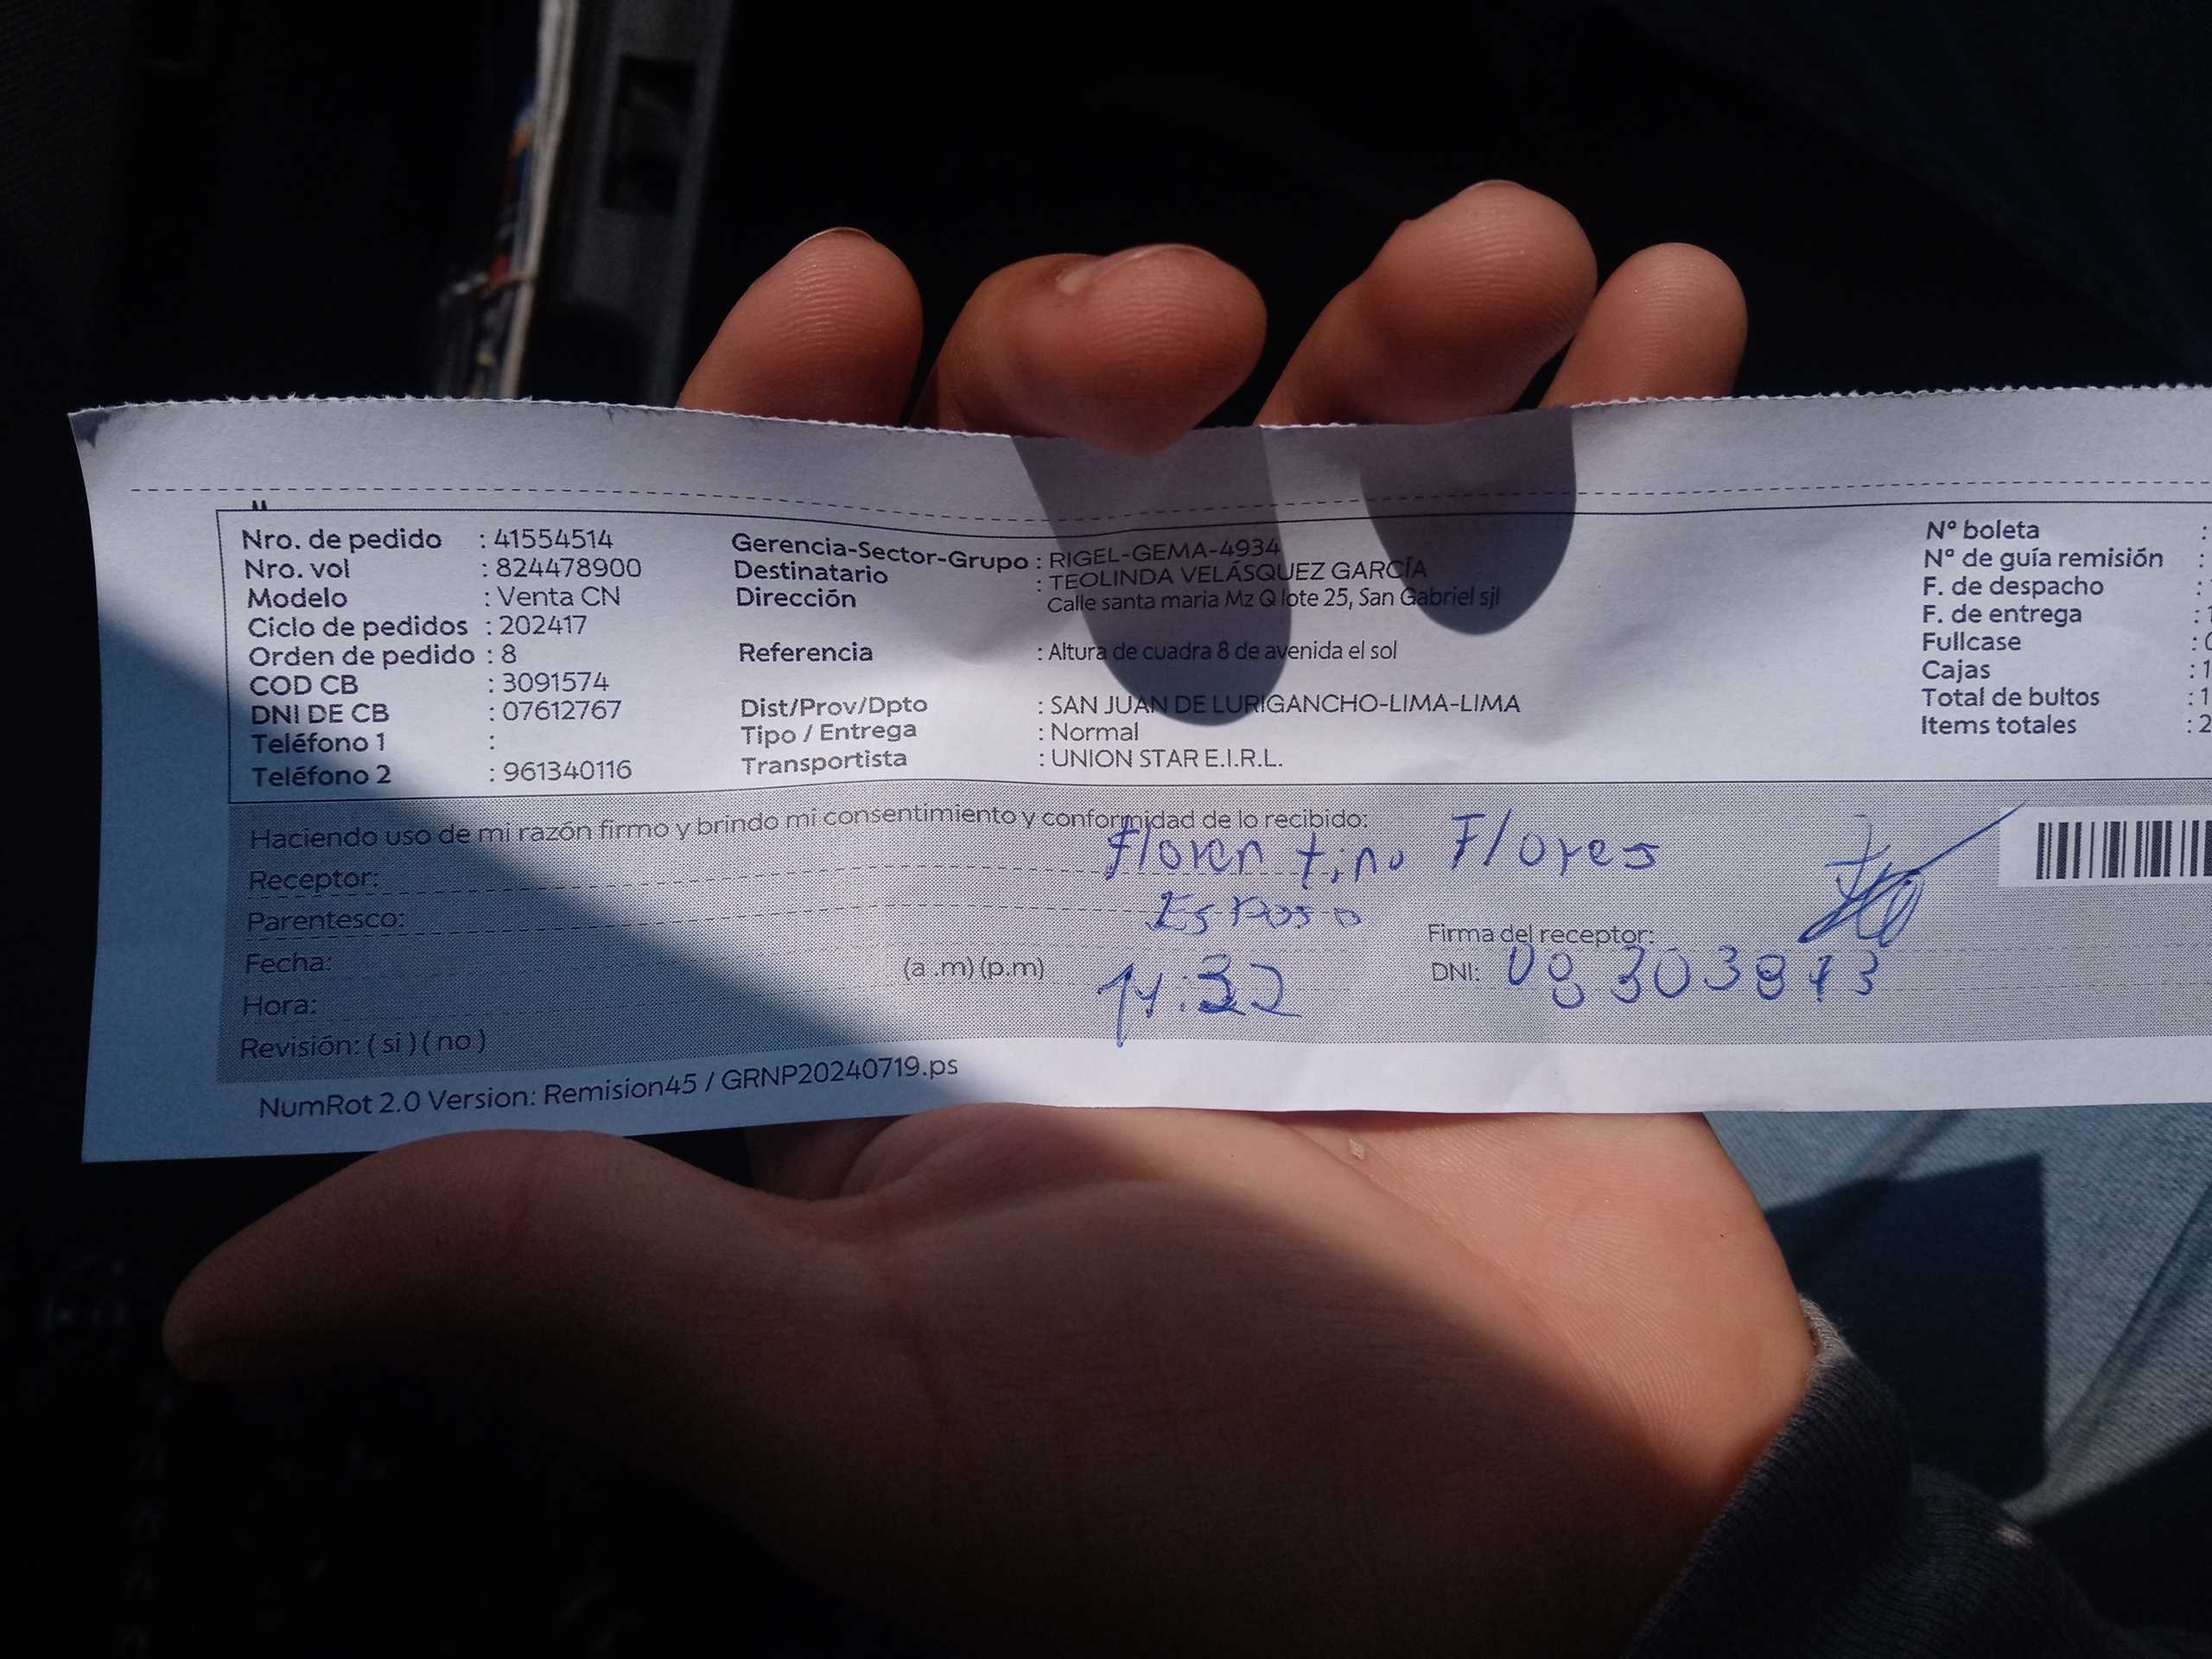 Nro. de pedido : 41554514
Nro. vol : 824478900
Modelo : Venta CN
Ciclo de pedidos : 202417
Orden de pedido : 8
COD CB : 3091574
DNI DE CB : 07612767
Teléfono 1 :
Teléfono 2 : 961340116
Gerencia-Sector-Grupo : RIGEL-GEMA-4934
Destinatario : TEOLINDA VELÁSQUEZ GARCÍA
Dirección Calle santa maria Mz Q lote 25, San Gabriel sjl
Referencia : Altura de cuadra 8 de avenida el sol
Dist/Prov/Dpto : SAN JUAN DE LURIGANCHO-LIMA-LIMA
Tipo / Entrega : Normal
Transportista : UNION STAR E.I.R.L.
N° boleta :
N° de guía remisión :
F. de despacho :
F. de entrega : 1
Fullcase :
Cajas : 1
Total de bultos : 1
Items totales : 2
Haciendo uso de mi razón firmo y brindo mi consentimiento y conformidad de lo recibido:
Receptor: Florentino Flores
Parentesco: Esposo
Firma del receptor:
Fecha:
(a .m) (p.m)
DNI:
Hora: 14:32
Revisión: ( si ) ( no )
NumRot 2.0 Version: Remision45 / GRNP20240719.ps